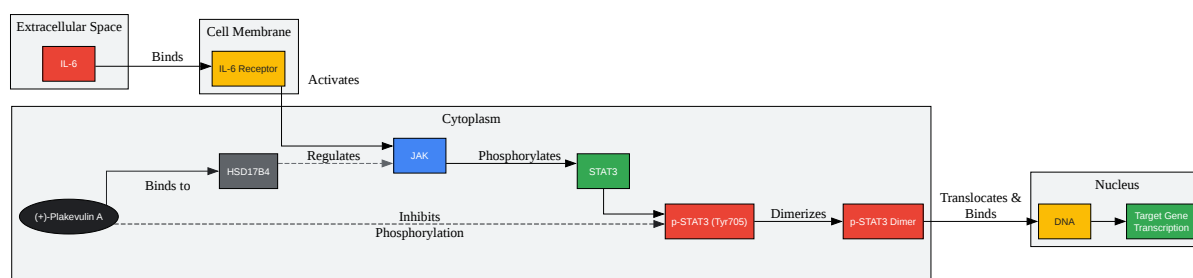 Extracellular Space
IL-6
Binds
Cell Membrane
IL-6 Receptor
Activates
Cytoplasm
HSD17B4
Regulates
JAK
Phosphorylates
STAT3
Binds to
(+)-Plakevulin A
Inhibits
Phosphorylation
p-STAT3 (Tyr705)
Dimerizes
p-STAT3 Dimer
Translocates &
Binds
Nucleus
DNA
Target Gene
Transcription